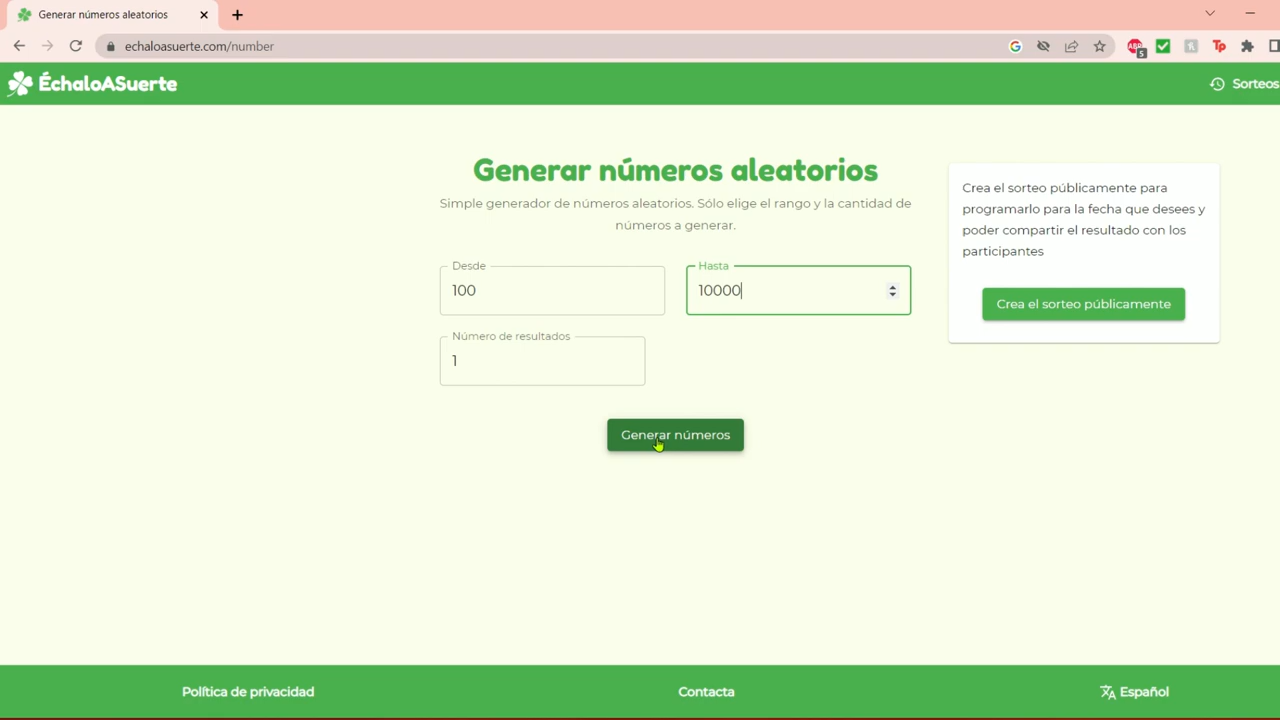 Generar números aleatorios
echaloasuerte.com/number
5
ÉchaloASuerte
Sorteos
Generar números aleatorios
Simple generador de números aleatorios. Sólo elige el rango y la cantidad de
números a generar.
Desde
100
Hasta
10000
Número de resultados
1
Generar números
Crea el sorteo públicamente para
programarlo para la fecha que desees y
poder compartir el resultado con los
participantes
Crea el sorteo públicamente
Política de privacidad
Contacta
Español